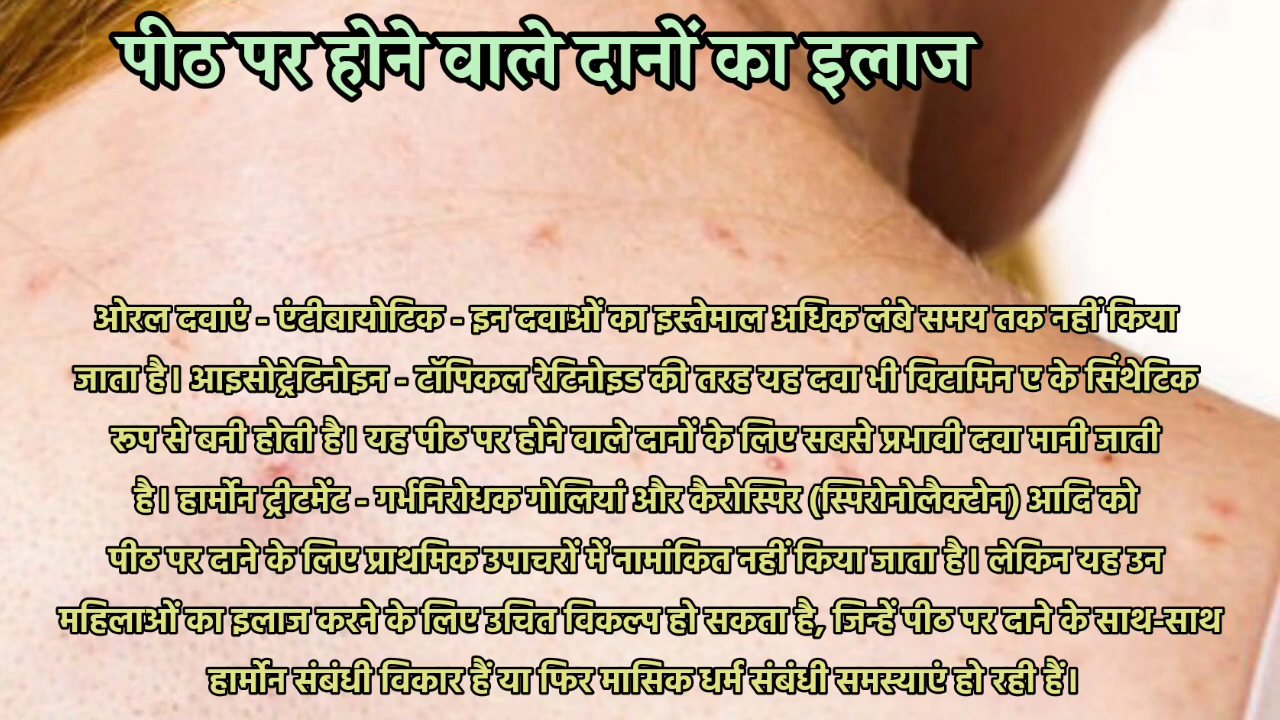 पीठ पर होने वाले दानों का इलाज
ओरल दवाएं - एंटीबायोटिक - इन दवाओं का इस्तेमाल अधिक लंबे समय तक नहीं किया
जाता है। आइसोट्रेटिनोइन - टॉपिकल रेटिनोइड की तरह यह दवा भी विटामिन ए के सिंथेटिक
रूप से बनी होती है। यह पीठ पर होने वाले दानों के लिए सबसे प्रभावी दवा मानी जाती
है। हार्मोन ट्रीटमेंट - गर्भनिरोधक गोलियां और कैरोस्पिर (स्पिरोनोलैक्टोन) आदि को
पीठ पर दाने के लिए प्राथमिक उपाचरों में नामांकित नहीं किया जाता है। लेकिन यह उन
महिलाओं का इलाज करने के लिए उचित विकल्प हो सकता है, जिन्हें पीठ पर दाने के साथ-साथ
हार्मोन संबंधी विकार हैं या फिर मासिक धर्म संबंधी समस्याएं हो रही हैं।